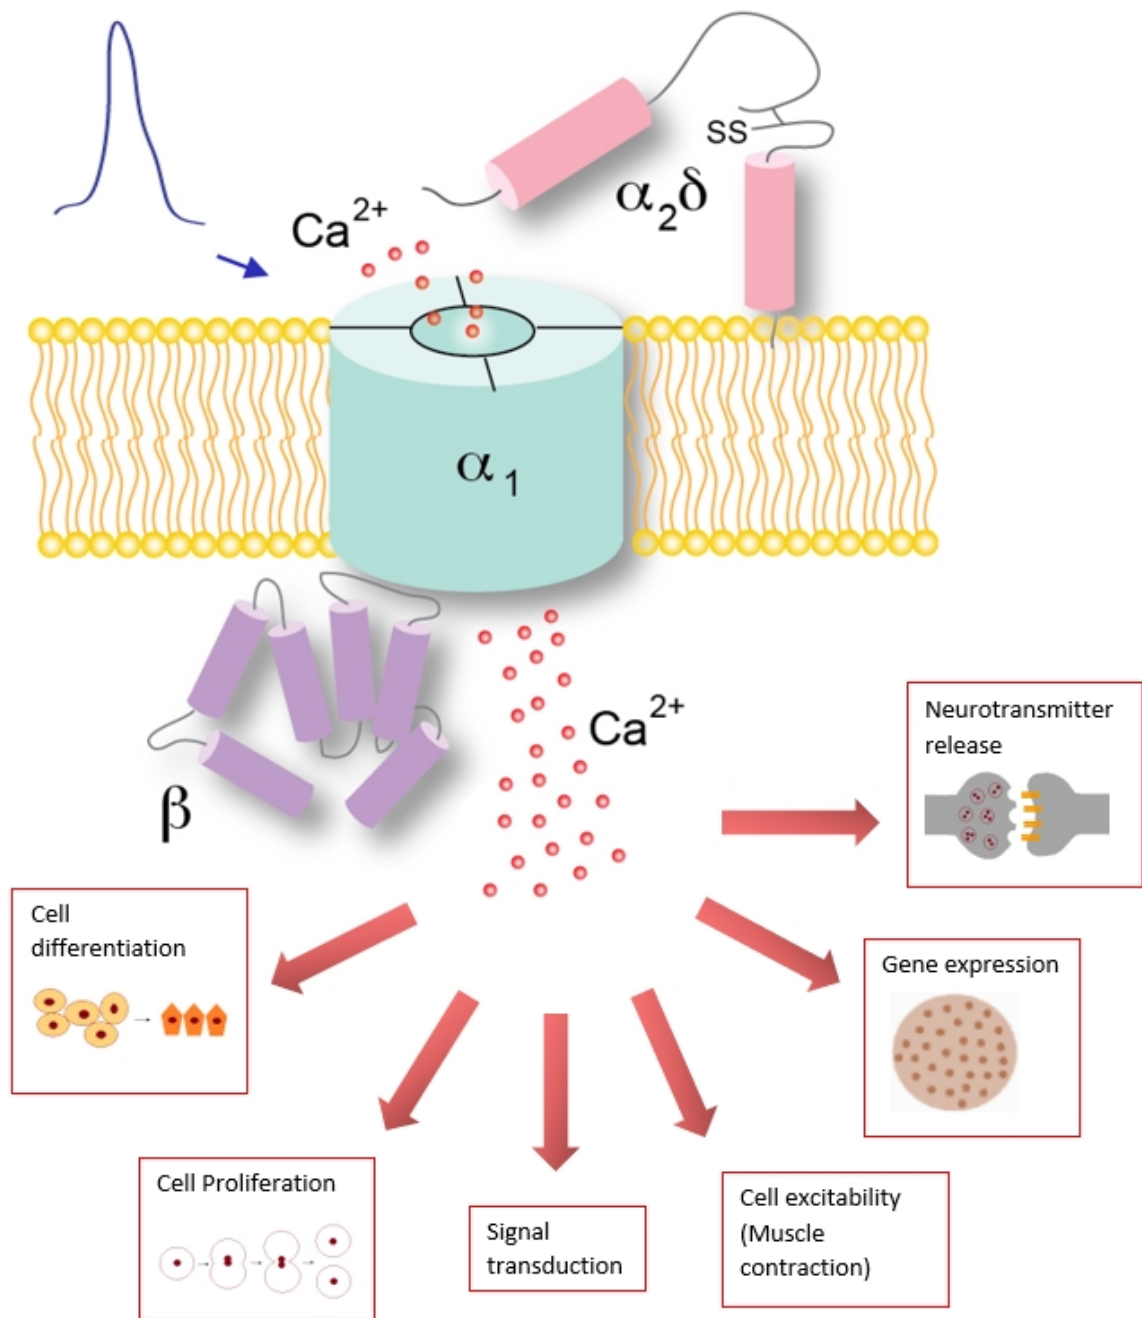 SS
α₂δ
Ca²⁺
α₁
Ca²⁺
β
Neurotransmitter
release
Cell
differentiation
Gene expression
Cell Proliferation
Signal
transduction
Cell excitability
(Muscle
contraction)